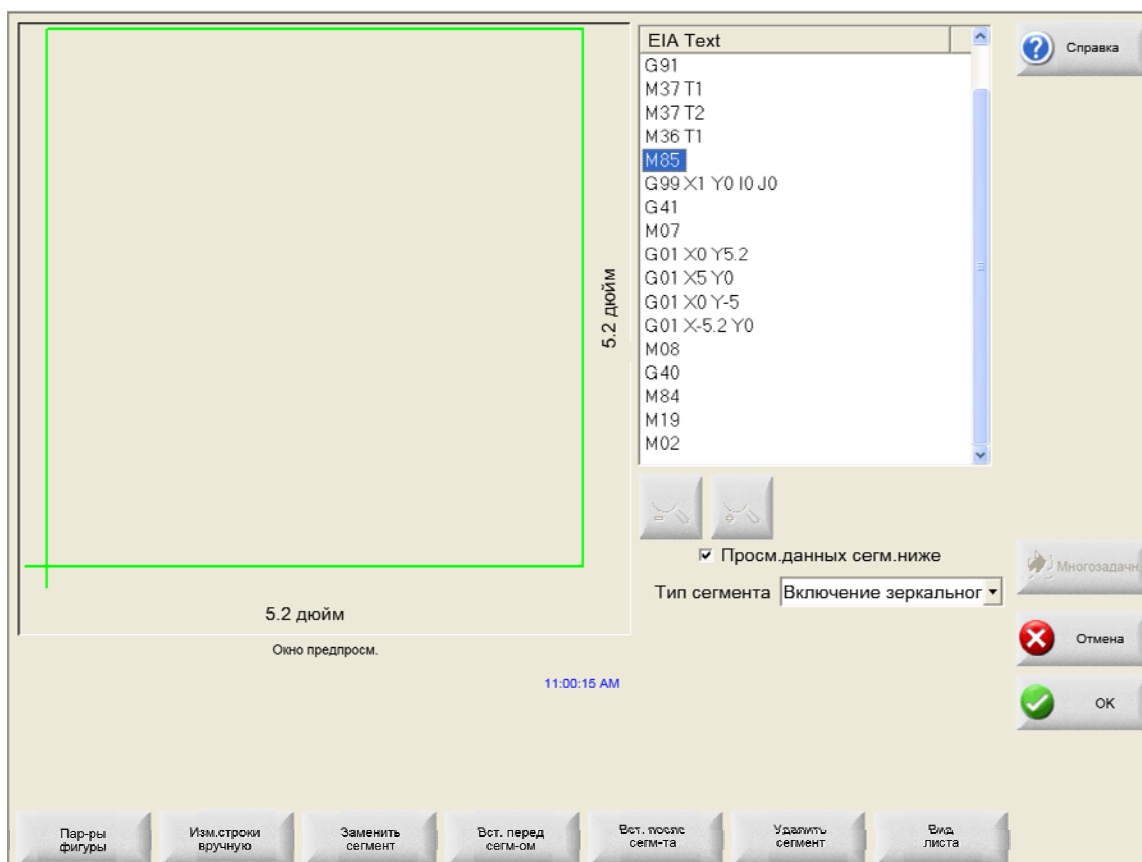 EIA Text
G91
M37 T1
M37 T2
M36 T1
M85
G99 X1 Y0 I0 J0
G41
M07
G01 X0 Y5.2
G01 X5 Y0
G01 X0 Y-5
G01 X-5.2 Y0
M08
G40
M84
M19
M02
Справка
5.2 дюйм
5.2 дюйм
Окно предпросм.
11:00:15 AM
Просм.данных сегм.ниже
Тип сегмента Включение зеркальног
Многозадачн.
Отмена
OK
Пар-ры
фигуры
Изм.строки
вручную
Заменить
сегмент
Вст. перед
сегм-ом
Вст. после
сегм-та
Удалить
сегмент
Вид
листа